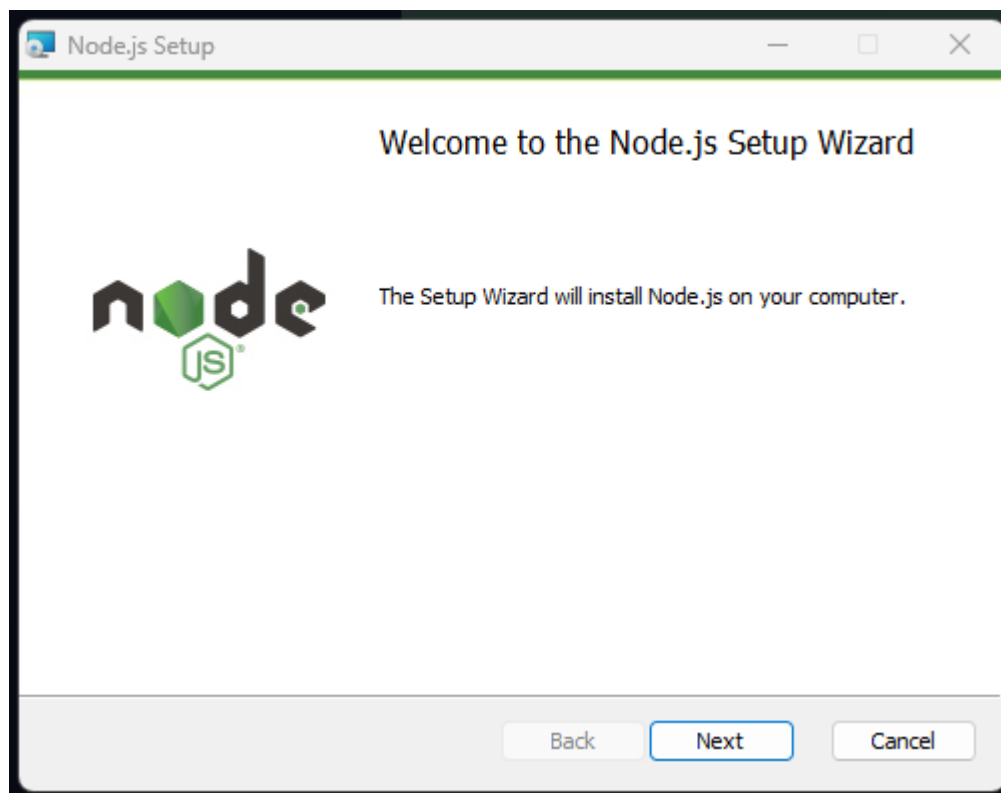 Node.js Setup
Welcome to the Node.js Setup Wizard
The Setup Wizard will install Node.js on your computer.
node
JS®
Back
Next
Cancel